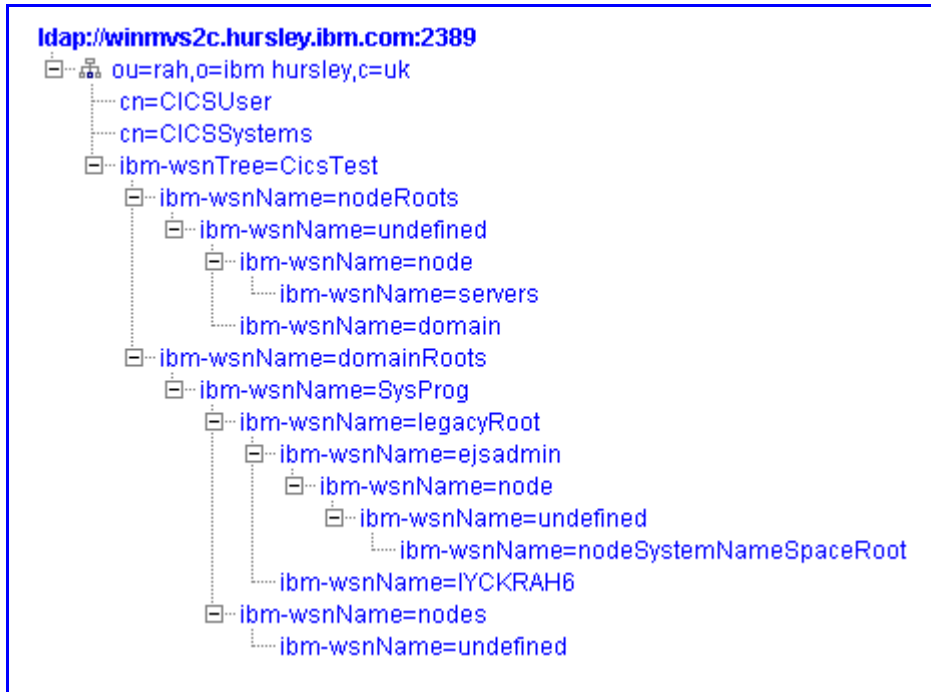 ldap://winmvs2c.hursley.ibm.com:2389
ou=rah,o=ibm hursley,c=uk
cn=CICSUser
cn=CICSSystems
ibm-wsnTree=CicsTest
ibm-wsnName=nodeRoots
ibm-wsnName=undefined
ibm-wsnName=node
ibm-wsnName=servers
ibm-wsnName=domain
ibm-wsnName=domainRoots
ibm-wsnName=SysProg
ibm-wsnName=legacyRoot
ibm-wsnName=ejsadmin
ibm-wsnName=node
ibm-wsnName=undefined
ibm-wsnName=nodeSystemNameSpaceRoot
ibm-wsnName=IYCKRAH6
ibm-wsnName=nodes
ibm-wsnName=undefined